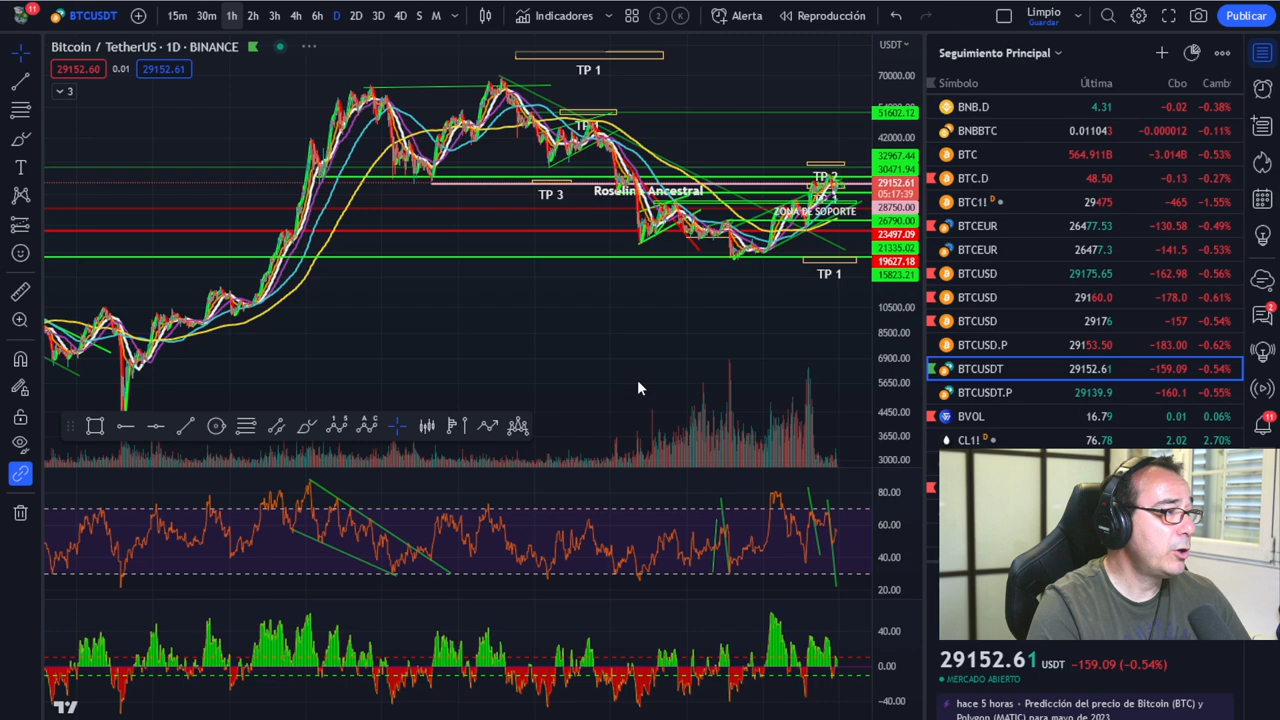 11
BTCUSDT
15m 30m 1h 2h 3h 4h 6h D 2D 3D 4D S M
Indicadores
2 K
Alerta
Reproducción
Limpio
Guardar
Publicar
Bitcoin / TetherUS · 1D · BINANCE
29152.60 0.01 29152.61
3
USDT
TP 1
TP 3
TP 2
ZONA DE SOPORTE
TP 1
70000.00
51602.12
42000.00
32967.44
30471.94
29152.61
05:17:39
28750.00
26790.00
23497.09
21335.02
19627.18
15823.21
10500.00
8500.00
6900.00
5650.00
4450.00
3650.00
3000.00
80.00
60.00
40.00
20.00
40.00
0.00
−40.00
Seguimiento Principal
Símbolo Última Cbo Camb
BNB.D 4.31 −0.02 −0.38%
BNBBTC 0.011043 −0.000012 −0.11%
BTC 564.911B −3.014B −0.53%
BTC.D 48.50 −0.13 −0.27%
BTC1! D 29475 −465 −1.55%
BTCEUR 26477.53 −130.58 −0.49%
BTCEUR 26477.3 −141.5 −0.53%
BTCUSD 29175.65 −162.98 −0.56%
BTCUSD 29160.0 −178.0 −0.61%
BTCUSD 29176 −157 −0.54%
BTCUSD.P 29153.50 −183.00 −0.62%
BTCUSDT 29152.61 −159.09 −0.54%
BTCUSDT.P 29139.9 −160.1 −0.55%
BVOL 16.79 0.01 0.06%
CL1! D 76.78 2.02 2.70%
2
11
29152.61 USDT −159.09 (−0.54%)
MERCADO ABIERTO
hace 5 horas • Predicción del precio de Bitcoin (BTC) y
Polygon (MATIC) para mayo de 2023